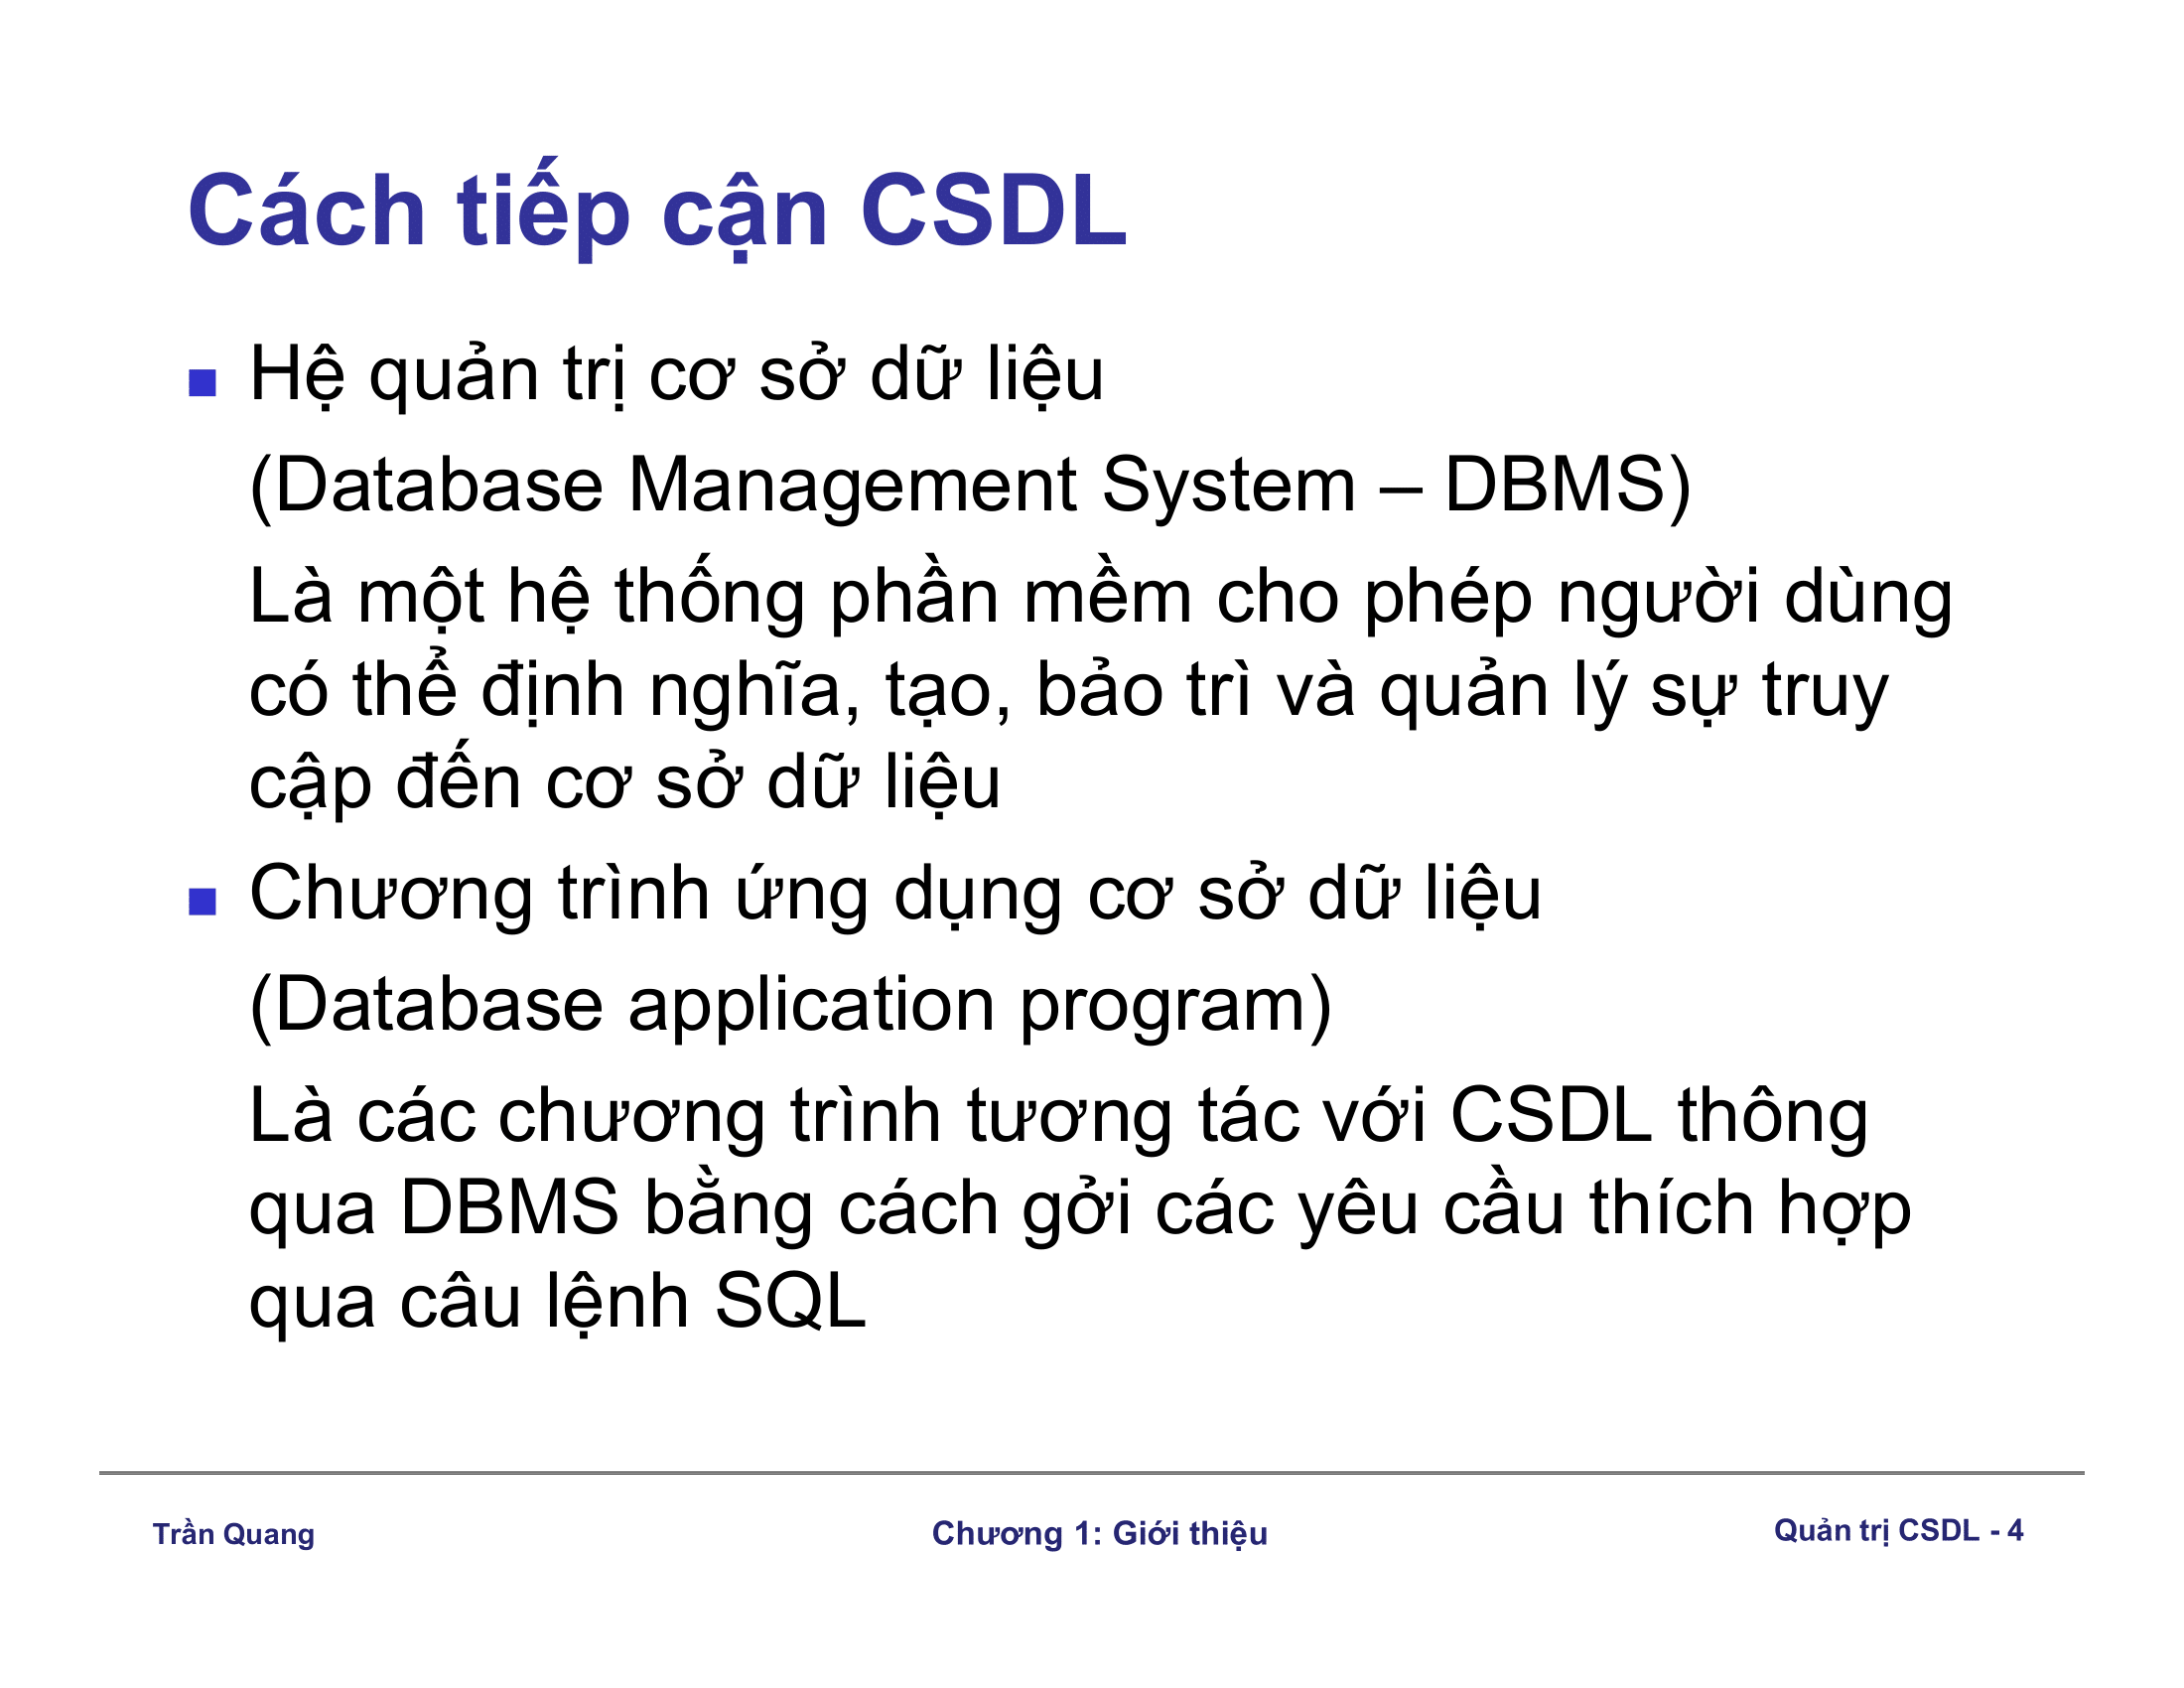 Cách tiếp cận CSDL
Hệ quản trị cơ sở dữ liệu
(Database Management System – DBMS)
Là một hệ thống phần mềm cho phép người dùng
có thể định nghĩa, tạo, bảo trì và quản lý sự truy
cập đến cơ sở dữ liệu
Chương trình ứng dụng cơ sở dữ liệu
(Database application program)
Là các chương trình tương tác với CSDL thông
qua DBMS bằng cách gởi các yêu cầu thích hợp
qua câu lệnh SQL
Trần Quang
Chương 1: Giới thiệu
Quản trị CSDL - 4